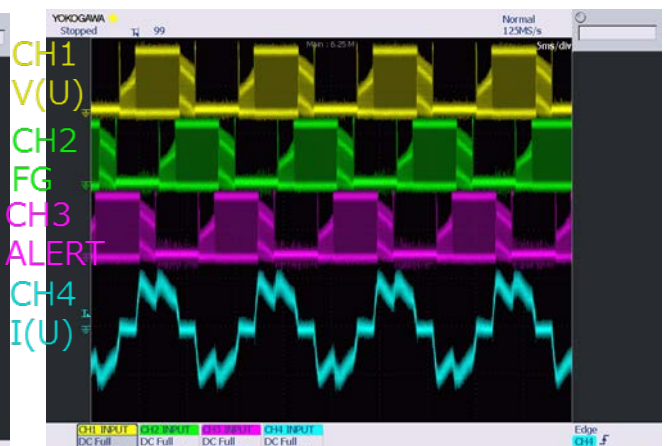 YOKOGAWA
Stopped
99
Normal
125MS/s
Main : 6.25 M
5ms/div
CH1
V(U)
CH2
FG
CH3
ALERT
CH4
I(U)
CH1 INPUT
DC Full
CH2 INPUT
DC Full
CH3 INPUT
DC Full
CH4 INPUT
DC Full
Edge
CH4